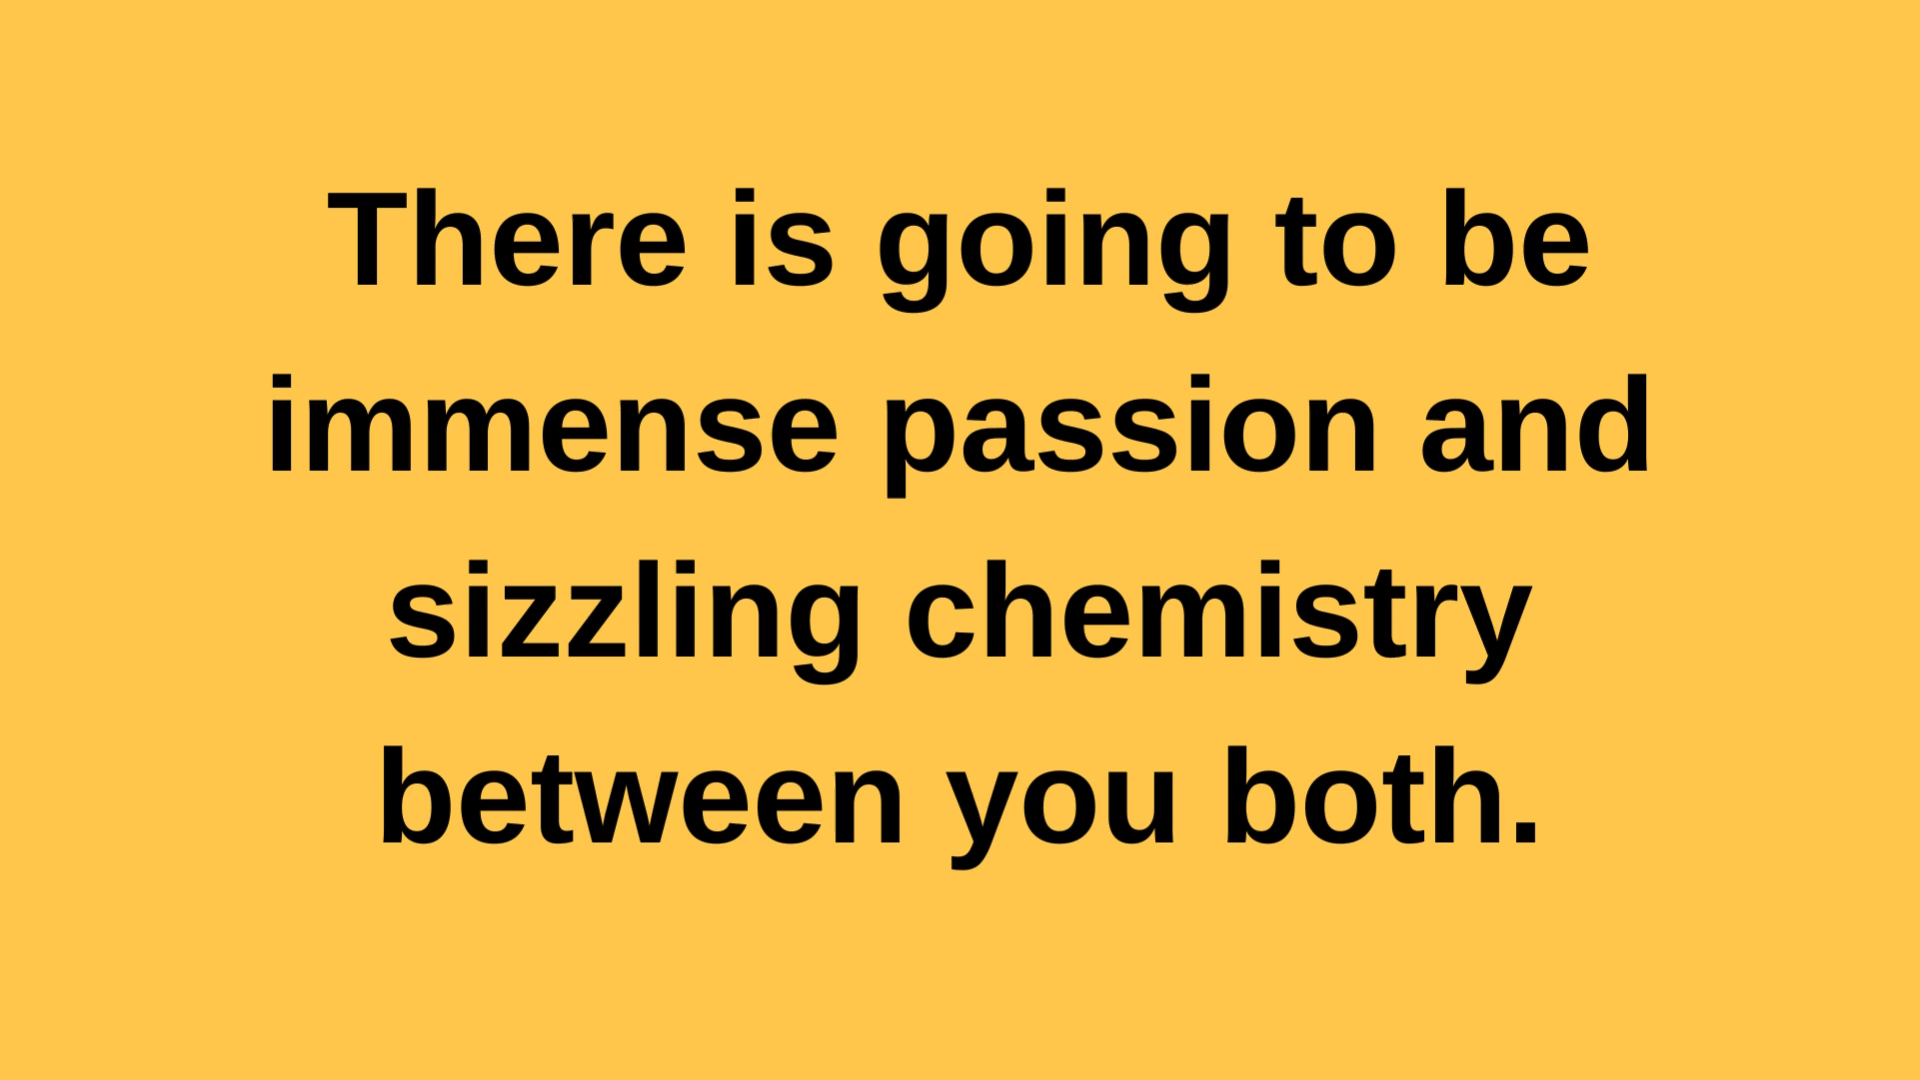 There is going to be
immense passion and
sizzling chemistry
between you both.